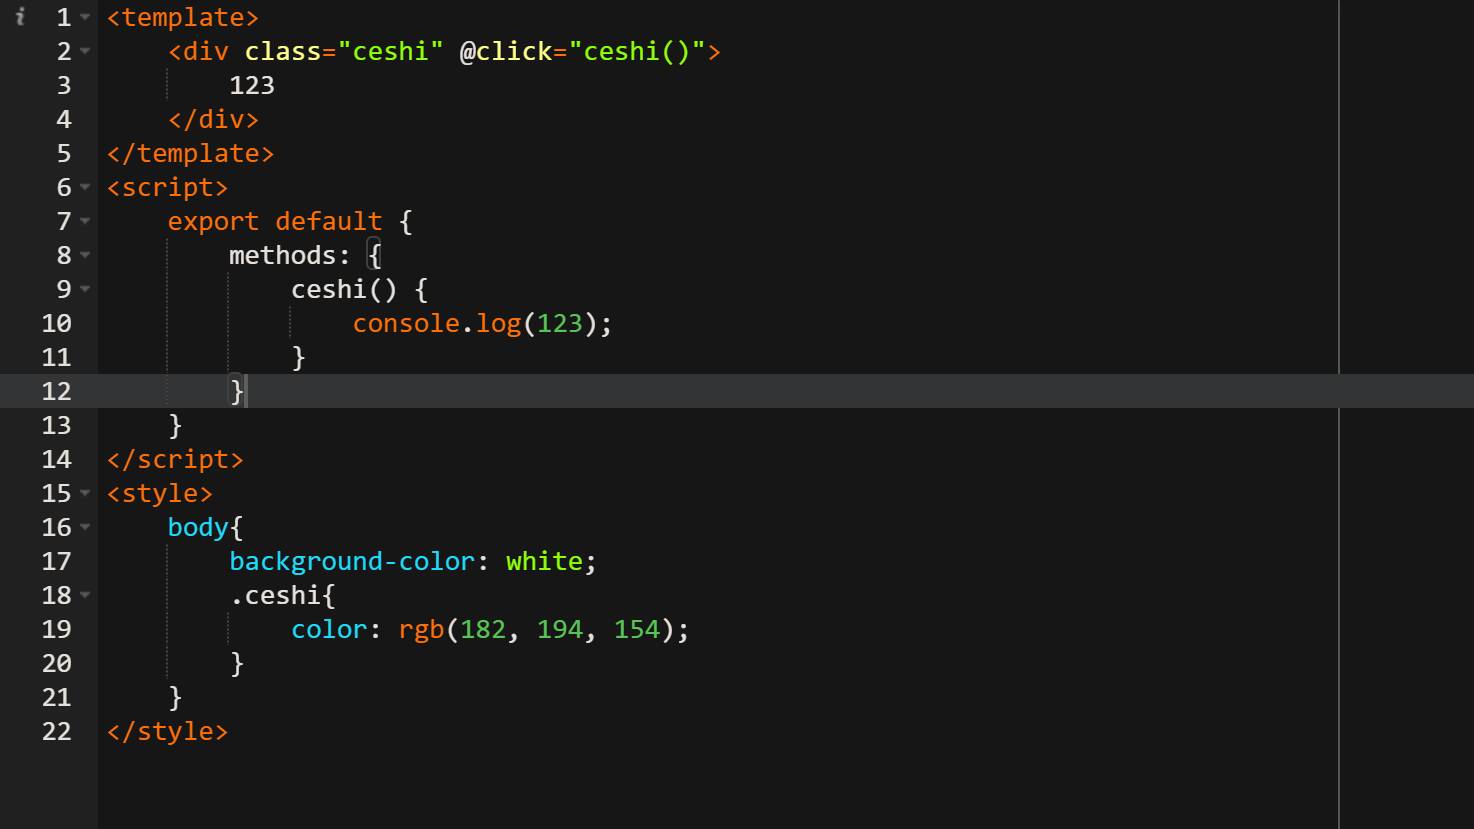 1 <template>
2     <div class="ceshi" @click="ceshi()">
3         123
4     </div>
5 </template>
6 <script>
7     export default {
8         methods: {
9             ceshi() {
10                 console.log(123);
11             }
12         }
13     }
14 </script>
15 <style>
16     body{
17         background-color: white;
18         .ceshi{
19             color: rgb(182, 194, 154);
20         }
21     }
22 </style>